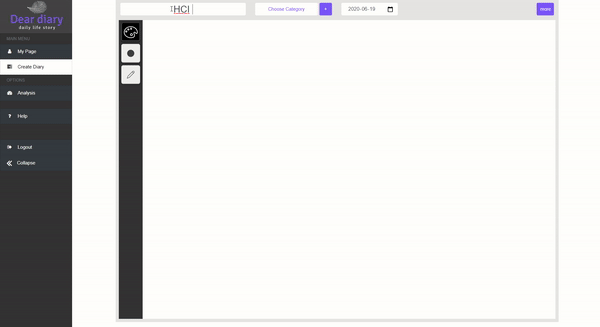 Dear diary
daily life story
MAIN MENU
My Page
Create Diary
OPTIONS
Analysis
Help
Logout
Collapse
HCI
Choose Category
+
2020-06-19